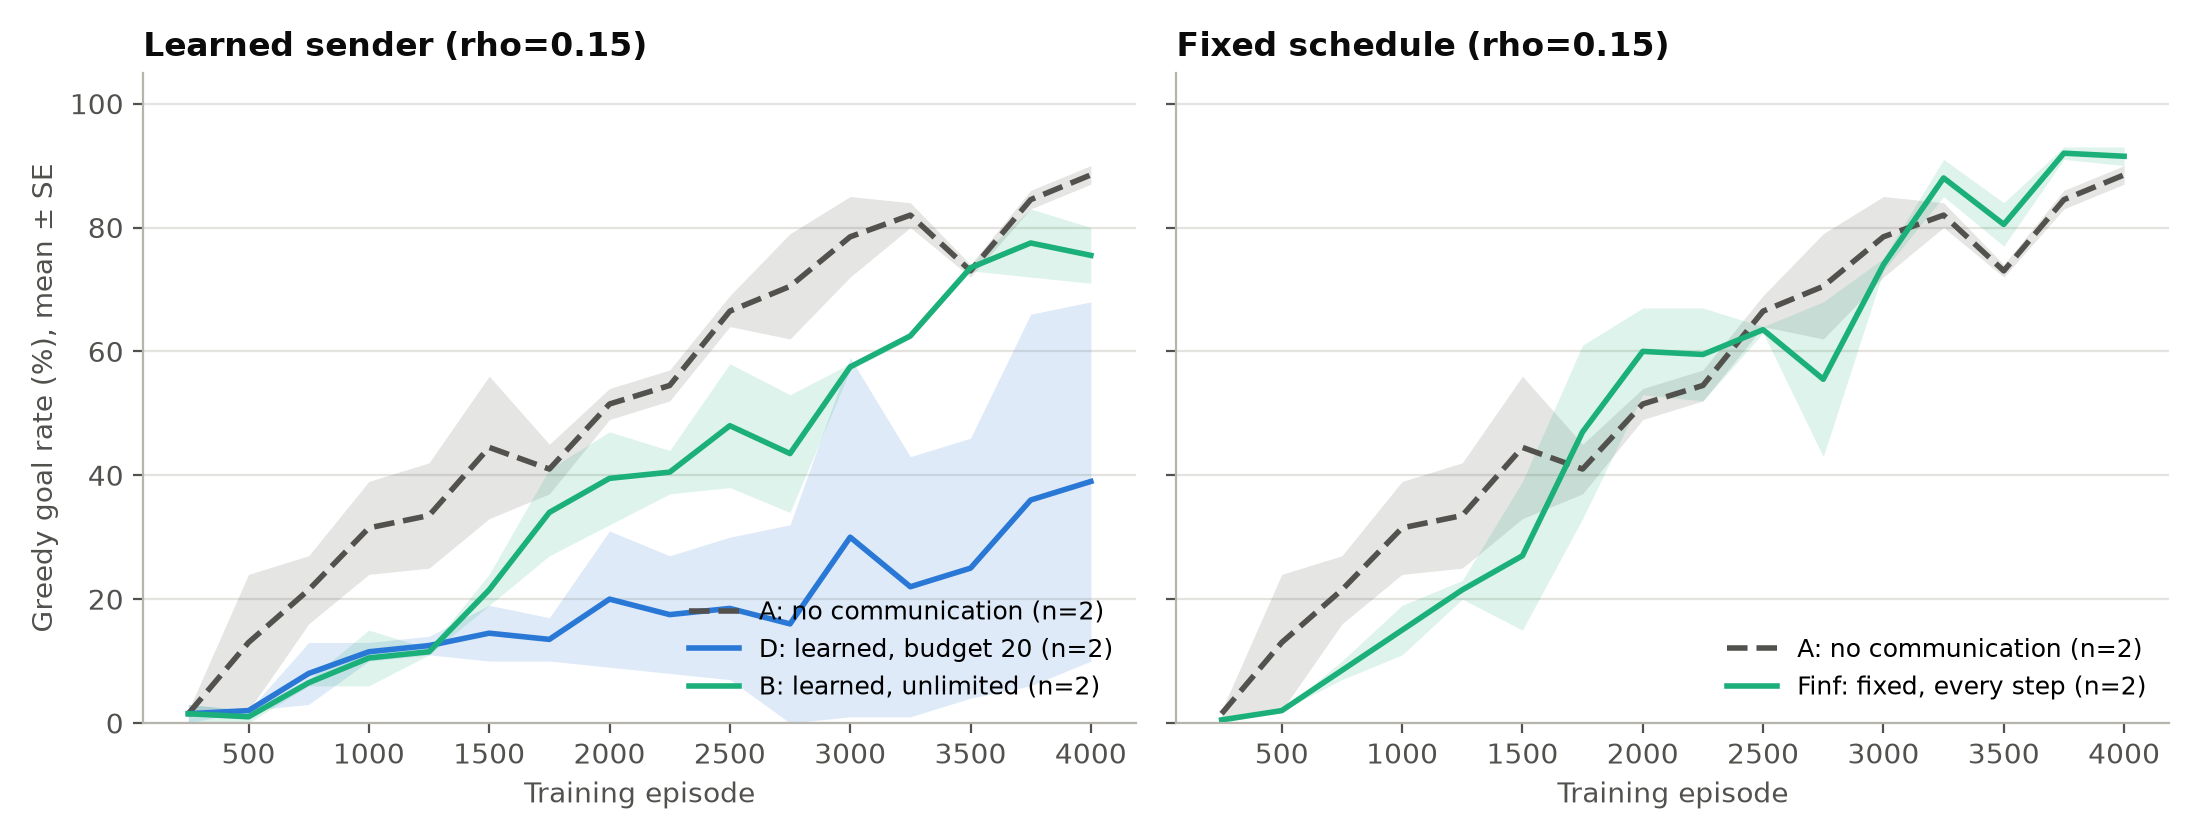 Learned sender (rho=0.15)
Greedy goal rate (%), mean ± SE
100
80
60
40
20
0
A: no communication (n=2)
D: learned, budget 20 (n=2)
B: learned, unlimited (n=2)
500 1000 1500 2000 2500 3000 3500 4000
Training episode
Fixed schedule (rho=0.15)
A: no communication (n=2)
Finf: fixed, every step (n=2)
500 1000 1500 2000 2500 3000 3500 4000
Training episode